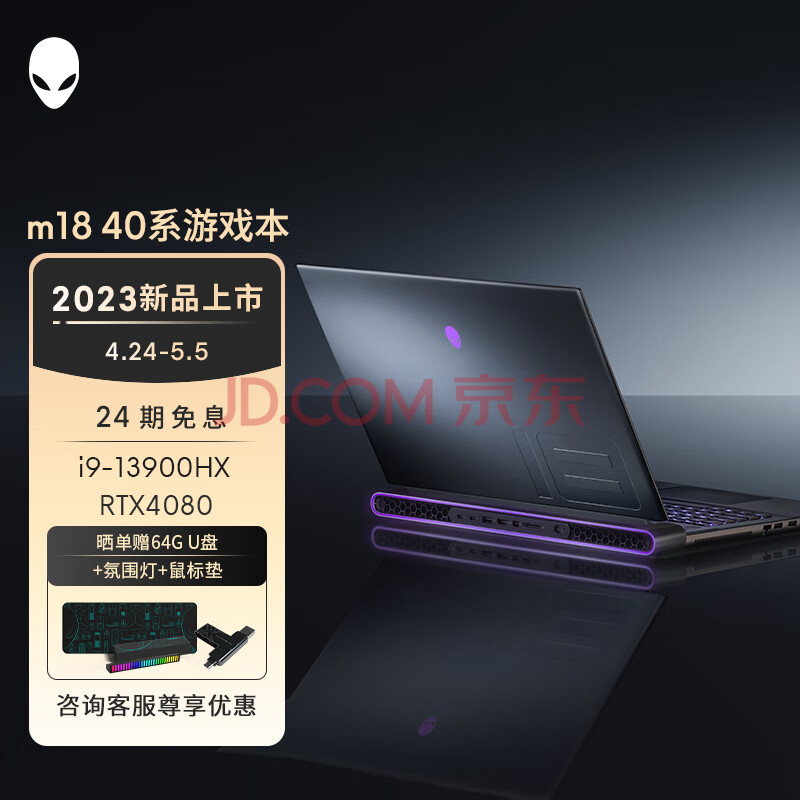 m18 40系游戏本
2023新品上市
4.24-5.5
24期免息
JD.COM 京东
i9-13900HX
RTX4080
晒单赠64G U盘
+氛围灯+鼠标垫
咨询客服尊享优惠